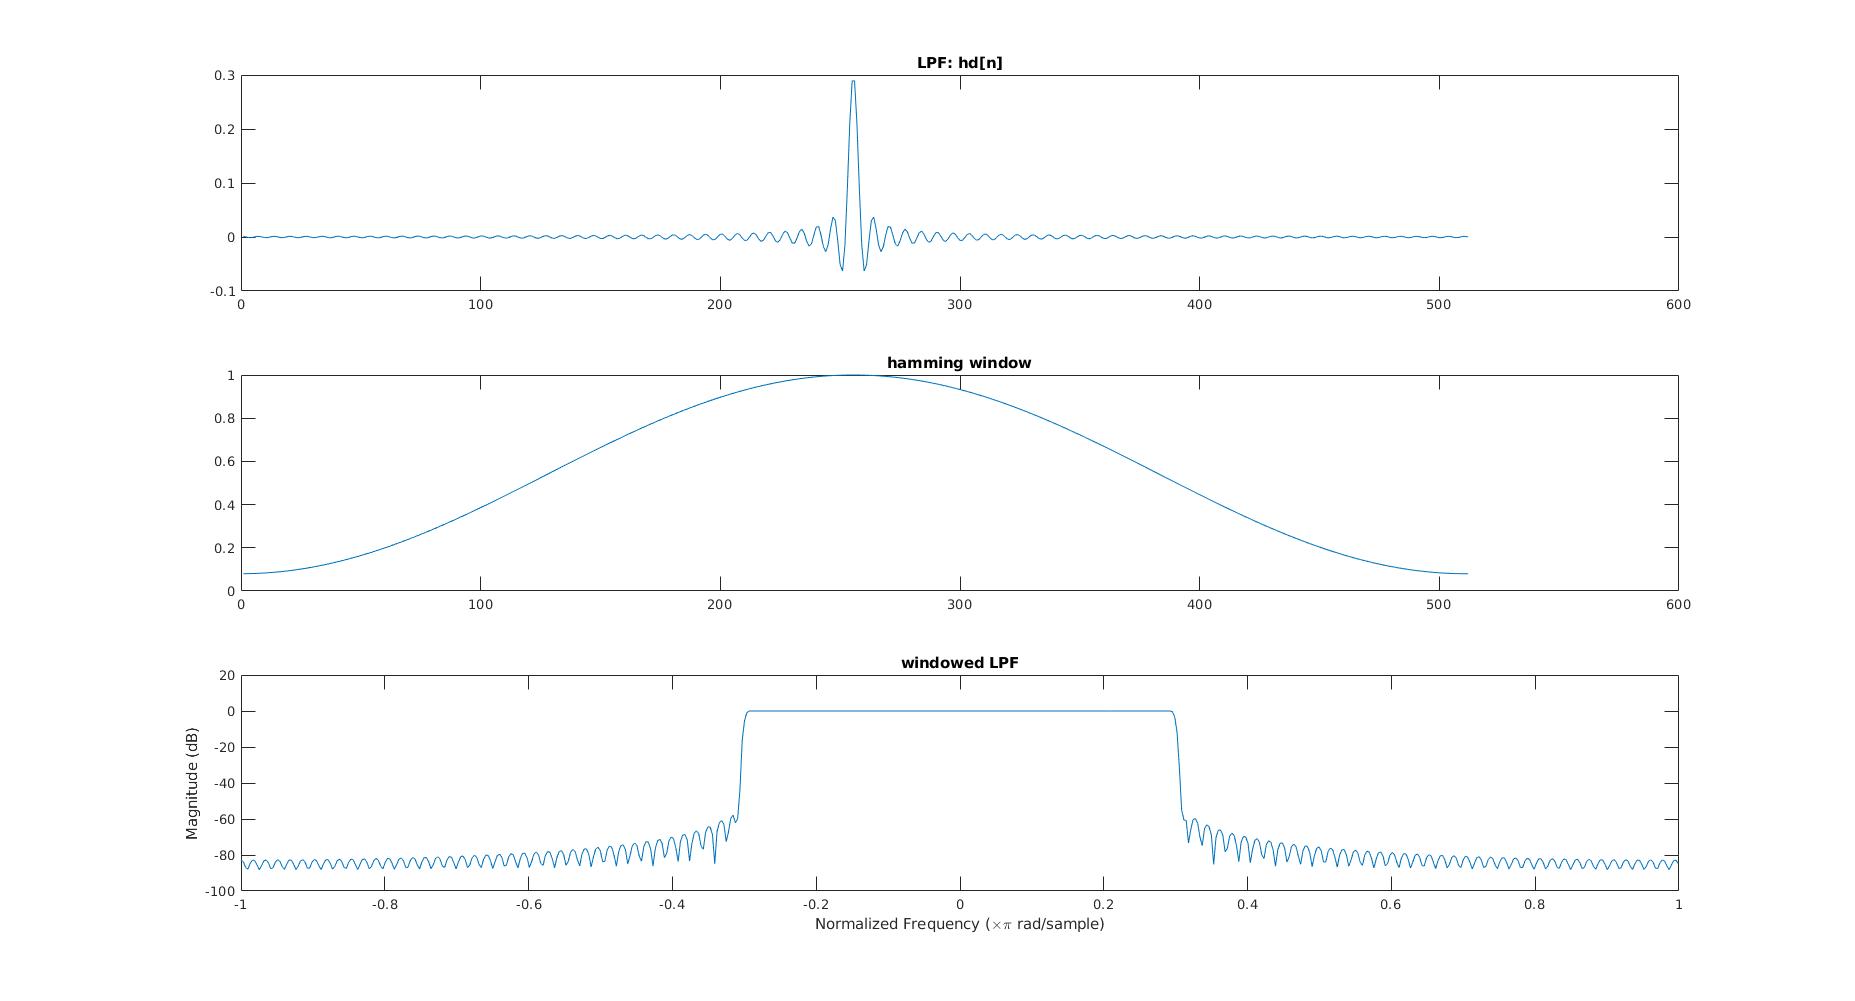 LPF: hd[n]
0.3
0.2
0.1
0
-0.1
0 100 200 300 400 500 600
hamming window
1
0.8
0.6
0.4
0.2
0
0 100 200 300 400 500 600
windowed LPF
20
0
-20
-40
-60
-80
-100
Magnitude (dB)
-1 -0.8 -0.6 -0.4 -0.2 0 0.2 0.4 0.6 0.8 1
Normalized Frequency (×π rad/sample)